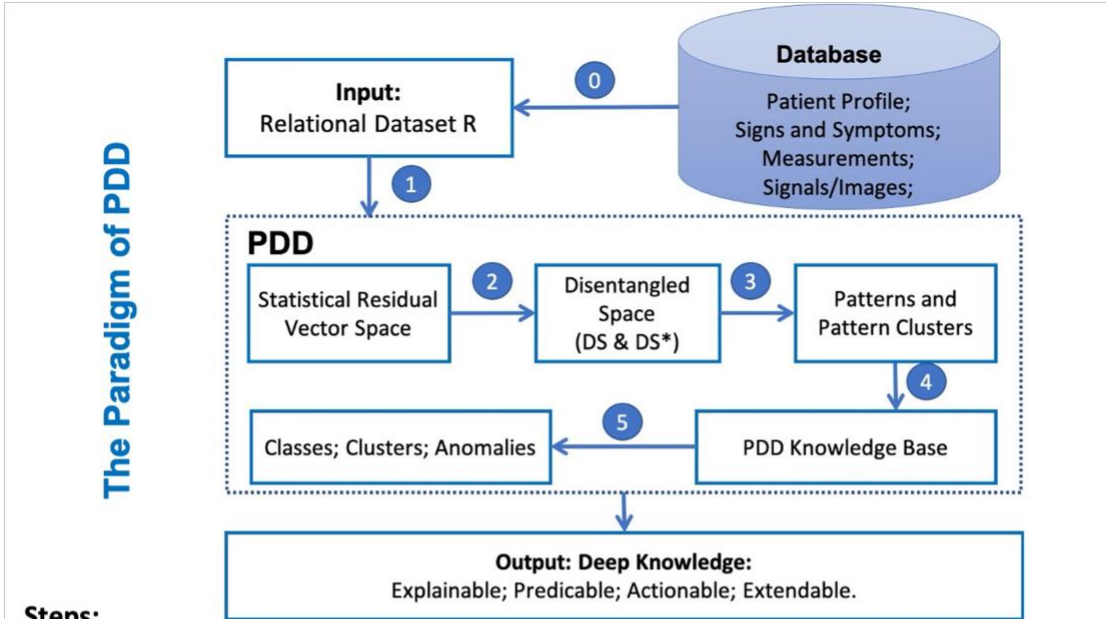 The Paradigm of PDD
Database
Patient Profile;
Signs and Symptoms;
Measurements;
Signals/Images;
0
Input:
Relational Dataset R
1
PDD
Statistical Residual
Vector Space
2
Disentangled
Space
(DS & DS*)
3
Patterns and
Pattern Clusters
4
PDD Knowledge Base
5
Classes; Clusters; Anomalies
Output: Deep Knowledge:
Explainable; Predicable; Actionable; Extendable.
Steps: